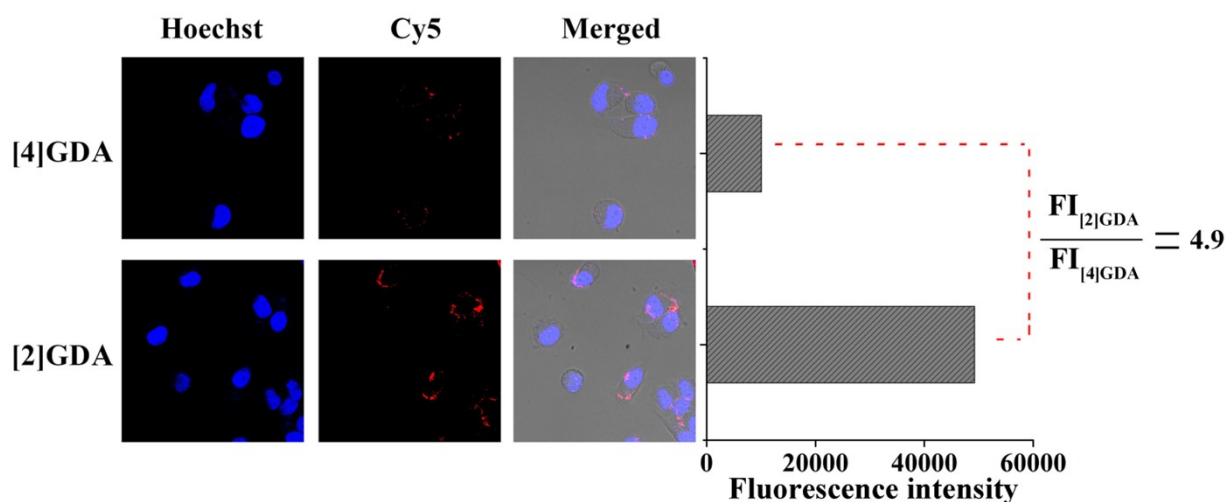 Hoechst Cy5 Merged
[4]GDA
[2]GDA
FI[2]GDA
FI[4]GDA
= 4.9
0 20000 40000 60000
Fluorescence intensity